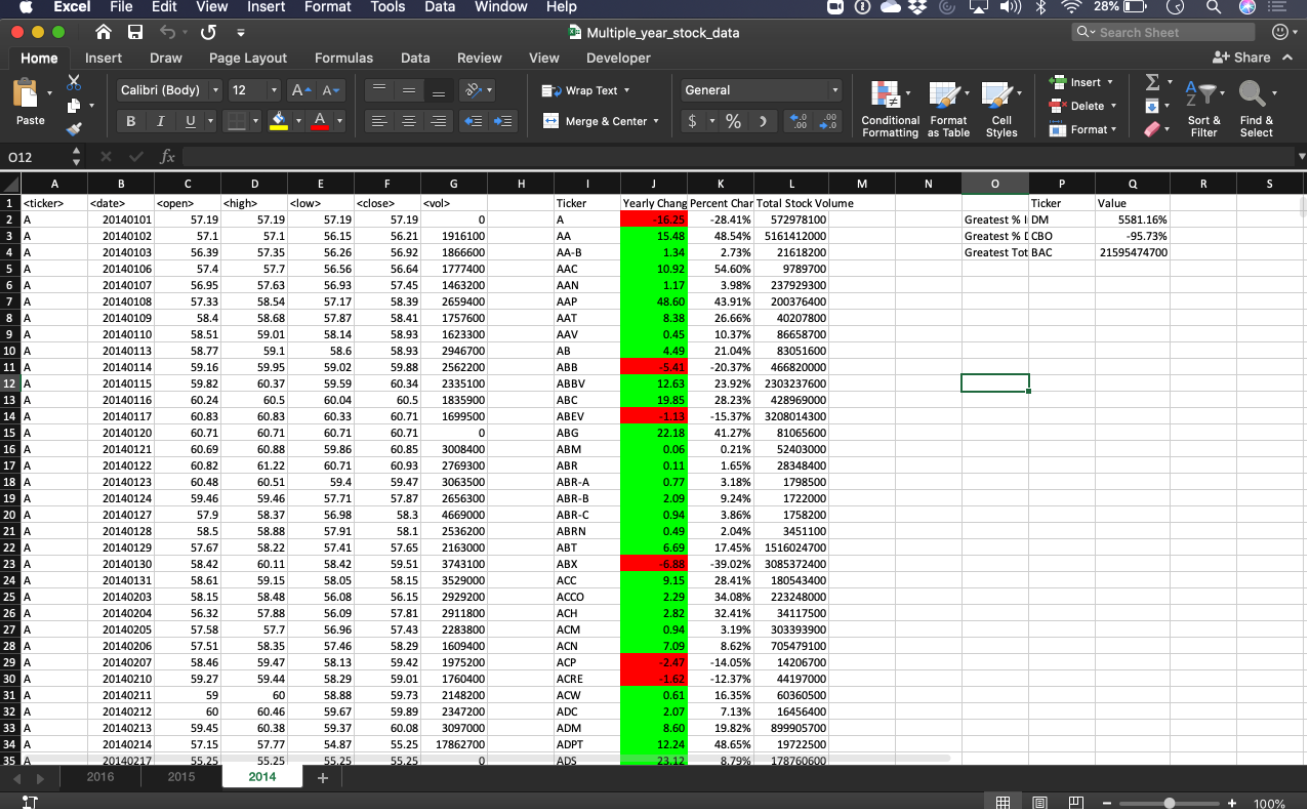 Excel File Edit View Insert Format Tools Data Window Help 28%
Multiple_year_stock_data Search Sheet
Home Insert Draw Page Layout Formulas Data Review View Developer Share
Paste Calibri (Body) 12 A A Wrap Text General Insert
Delete
B I U A Merge & Center $ % Conditional Formatting Format as Table Cell Styles Format Sort & Filter Find & Select
O12 fx
A B C D E F G H I J K L M N O P Q R S
1 <ticker> <date> <open> <high> <low> <close> <vol> Ticker Yearly Chang Percent Char Total Stock Volume Ticker Value
2 A 20140101 57.19 57.19 57.19 57.19 0 A -16.25 -28.41% 572978100 Greatest % I DM 5581.16%
3 A 20140102 57.1 57.1 56.15 56.21 1916100 AA 15.48 48.54% 5161412000 Greatest % D CBO -95.73%
4 A 20140103 56.39 57.35 56.26 56.92 1866600 AA-B 1.34 2.73% 21618200 Greatest Tot BAC 21595474700
5 A 20140106 57.4 57.7 56.56 56.64 1777400 AAC 10.92 54.60% 9789700
6 A 20140107 56.95 57.63 56.93 57.45 1463200 AAN 1.17 3.98% 237929300
7 A 20140108 57.33 58.54 57.17 58.39 2659400 AAP 48.60 43.91% 200376400
8 A 20140109 58.4 58.68 57.87 58.41 1757600 AAT 8.38 26.66% 40207800
9 A 20140110 58.51 59.01 58.14 58.93 1623300 AAV 0.45 10.37% 86658700
10 A 20140113 58.77 59.1 58.6 58.93 2946700 AB 4.49 21.04% 83051600
11 A 20140114 59.16 59.95 59.02 59.88 2562200 ABB -5.41 -20.37% 466820000
12 A 20140115 59.82 60.37 59.59 60.34 2335100 ABBV 12.63 23.92% 2303237600
13 A 20140116 60.24 60.5 60.04 60.5 1835900 ABC 19.85 28.23% 428969000
14 A 20140117 60.83 60.83 60.33 60.71 1699500 ABEV -1.13 -15.37% 3208014300
15 A 20140120 60.71 60.71 60.71 60.71 0 ABG 22.18 41.27% 81065600
16 A 20140121 60.69 60.88 59.86 60.85 3008400 ABM 0.06 0.21% 52403000
17 A 20140122 60.82 61.22 60.71 60.93 2769300 ABR 0.11 1.65% 28348400
18 A 20140123 60.48 60.51 59.4 59.47 3063500 ABR-A 0.77 3.18% 1798500
19 A 20140124 59.46 59.46 57.71 57.87 2656300 ABR-B 2.09 9.24% 1722000
20 A 20140127 57.9 58.37 56.98 58.3 4669000 ABR-C 0.94 3.86% 1758200
21 A 20140128 58.5 58.88 57.91 58.1 2536200 ABRN 0.49 2.04% 3451100
22 A 20140129 57.67 58.22 57.41 57.65 2163000 ABT 6.69 17.45% 1516024700
23 A 20140130 58.42 60.11 58.42 59.51 3743100 ABX -6.88 -39.02% 3085372400
24 A 20140131 58.61 59.15 58.05 58.15 3529000 ACC 9.15 28.41% 180543400
25 A 20140203 58.15 58.48 56.08 56.15 2929200 ACCO 2.29 34.08% 223248000
26 A 20140204 56.32 57.88 56.09 57.81 2911800 ACH 2.82 32.41% 34117500
27 A 20140205 57.58 57.7 56.96 57.43 2283800 ACM 0.94 3.19% 303393900
28 A 20140206 57.51 58.35 57.46 58.29 1609400 ACN 7.09 8.62% 705479100
29 A 20140207 58.46 59.47 58.13 59.42 1975200 ACP -2.47 -14.05% 14206700
30 A 20140210 59.27 59.44 58.29 59.01 1760400 ACRE -1.62 -12.37% 44197000
31 A 20140211 59 60 58.88 59.73 2148200 ACW 0.61 16.35% 60360500
32 A 20140212 60 60.46 59.67 59.89 2347200 ADC 2.07 7.13% 16456400
33 A 20140213 59.45 60.38 59.37 60.08 3097000 ADM 8.60 19.82% 899905700
34 A 20140214 57.15 57.77 54.87 55.25 17862700 ADPT 12.24 48.65% 19722500
35 A 20140217 55.25 55.25 55.25 55.25 0 ADS 23.12 8.79% 178760600
2016 2015 2014 +
100%